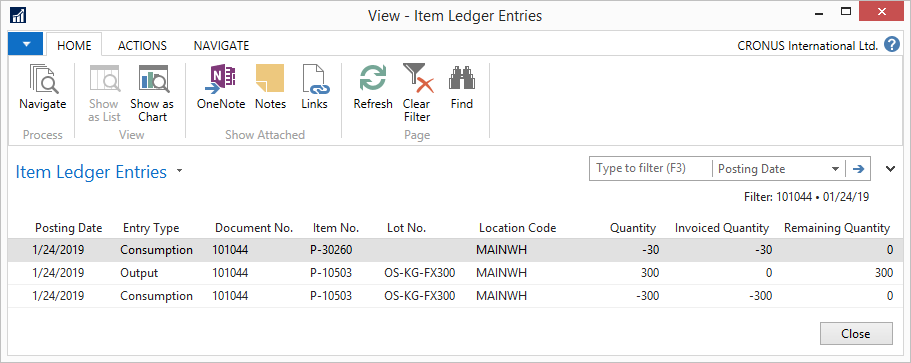 View - Item Ledger Entries
HOME ACTIONS NAVIGATE CRONUS International Ltd. ?
Navigate Show as List Show as Chart OneNote Notes Links Refresh Clear Filter Find
Process View Show Attached Page
Item Ledger Entries Type to filter (F3) Posting Date
Filter: 101044 • 01/24/19
Posting Date Entry Type Document No. Item No. Lot No. Location Code Quantity Invoiced Quantity Remaining Quantity
1/24/2019 Consumption 101044 P-30260 MAINWH -30 -30 0
1/24/2019 Output 101044 P-10503 OS-KG-FX300 MAINWH 300 0 300
1/24/2019 Consumption 101044 P-10503 OS-KG-FX300 MAINWH -300 -300 0
Close